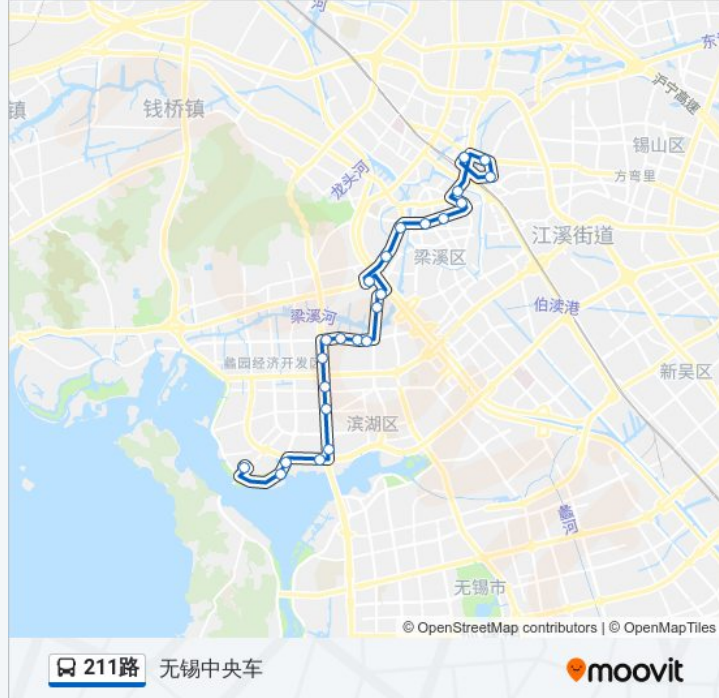 河
东
镇
钱桥镇
沪宁高速
锡山区
龙头河
方弯里
江溪街道
梁溪区
梁溪河
伯渎港
蠡园经济开发区
新吴区
滨湖区
蠡河
无锡市
© OpenStreetMap contributors | © OpenMapTiles
211路 无锡中央车
moovit